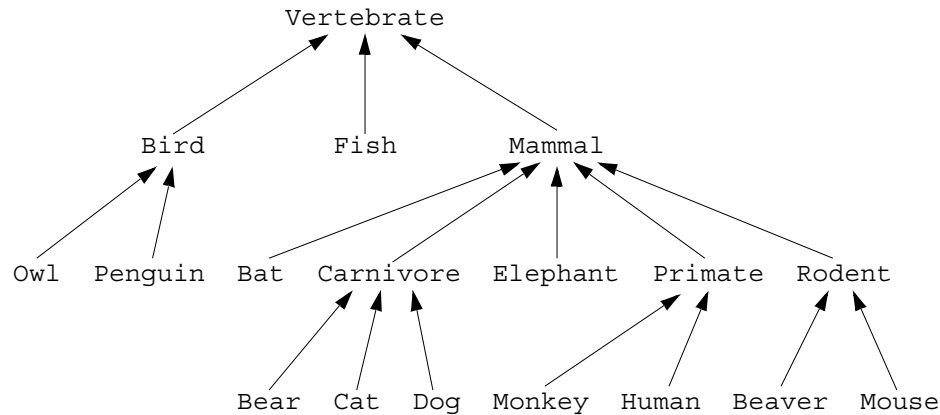 Vertebrate
Bird Fish Mammal
Owl Penguin Bat Carnivore Elephant Primate Rodent
Bear Cat Dog Monkey Human Beaver Mouse